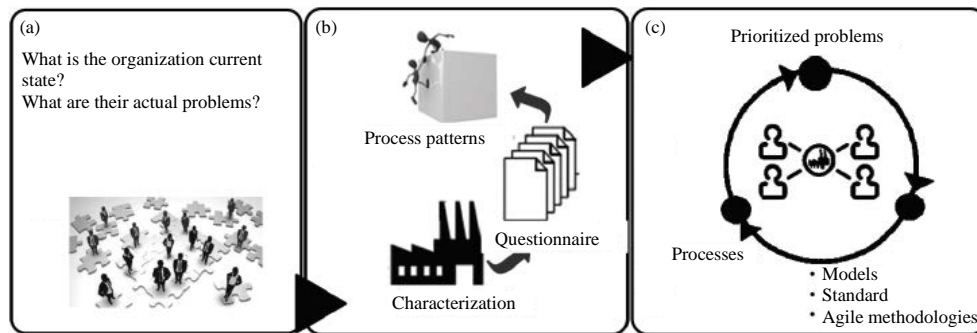 (a)
What is the organization current
state?
What are their actual problems?
(b)
Process patterns
Questionnaire
Characterization
(c)
Prioritized problems
Processes
• Models
• Standard
• Agile methodologies